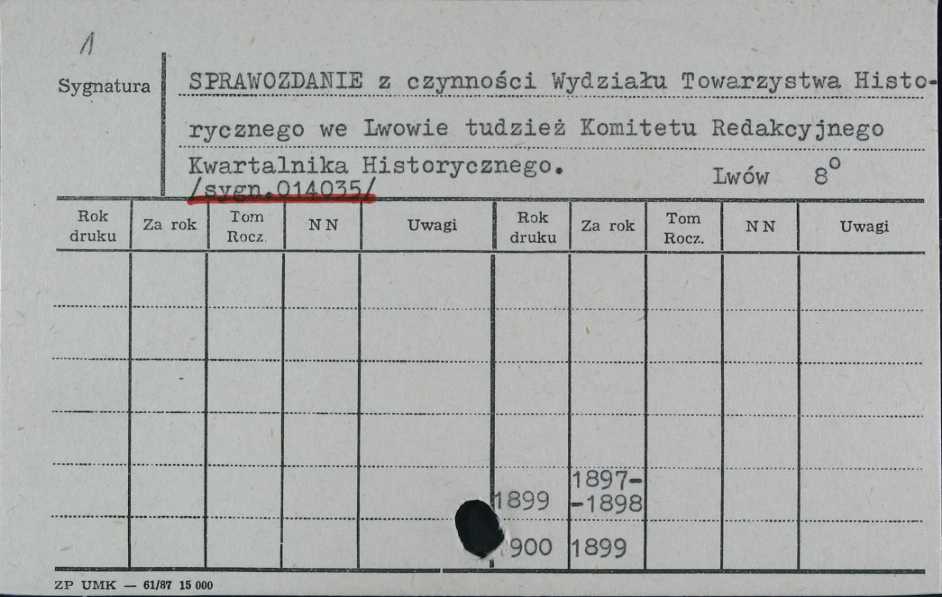 1
Sygnatura
SPRAWOZDANIE z czynności Wydziału Towarzystwa Histo-
rycznego we Lwowie tudzież Komitetu Redakcyjnego
Kwartalnika Historycznego. Lwów 8o
/sygn.014035/
Rok druku Za rok Tom Rocz. NN Uwagi Rok druku Za rok Tom Rocz. NN Uwagi
1899 1897-
-1898
900 1899
ZP UMK — 61/87 15 000